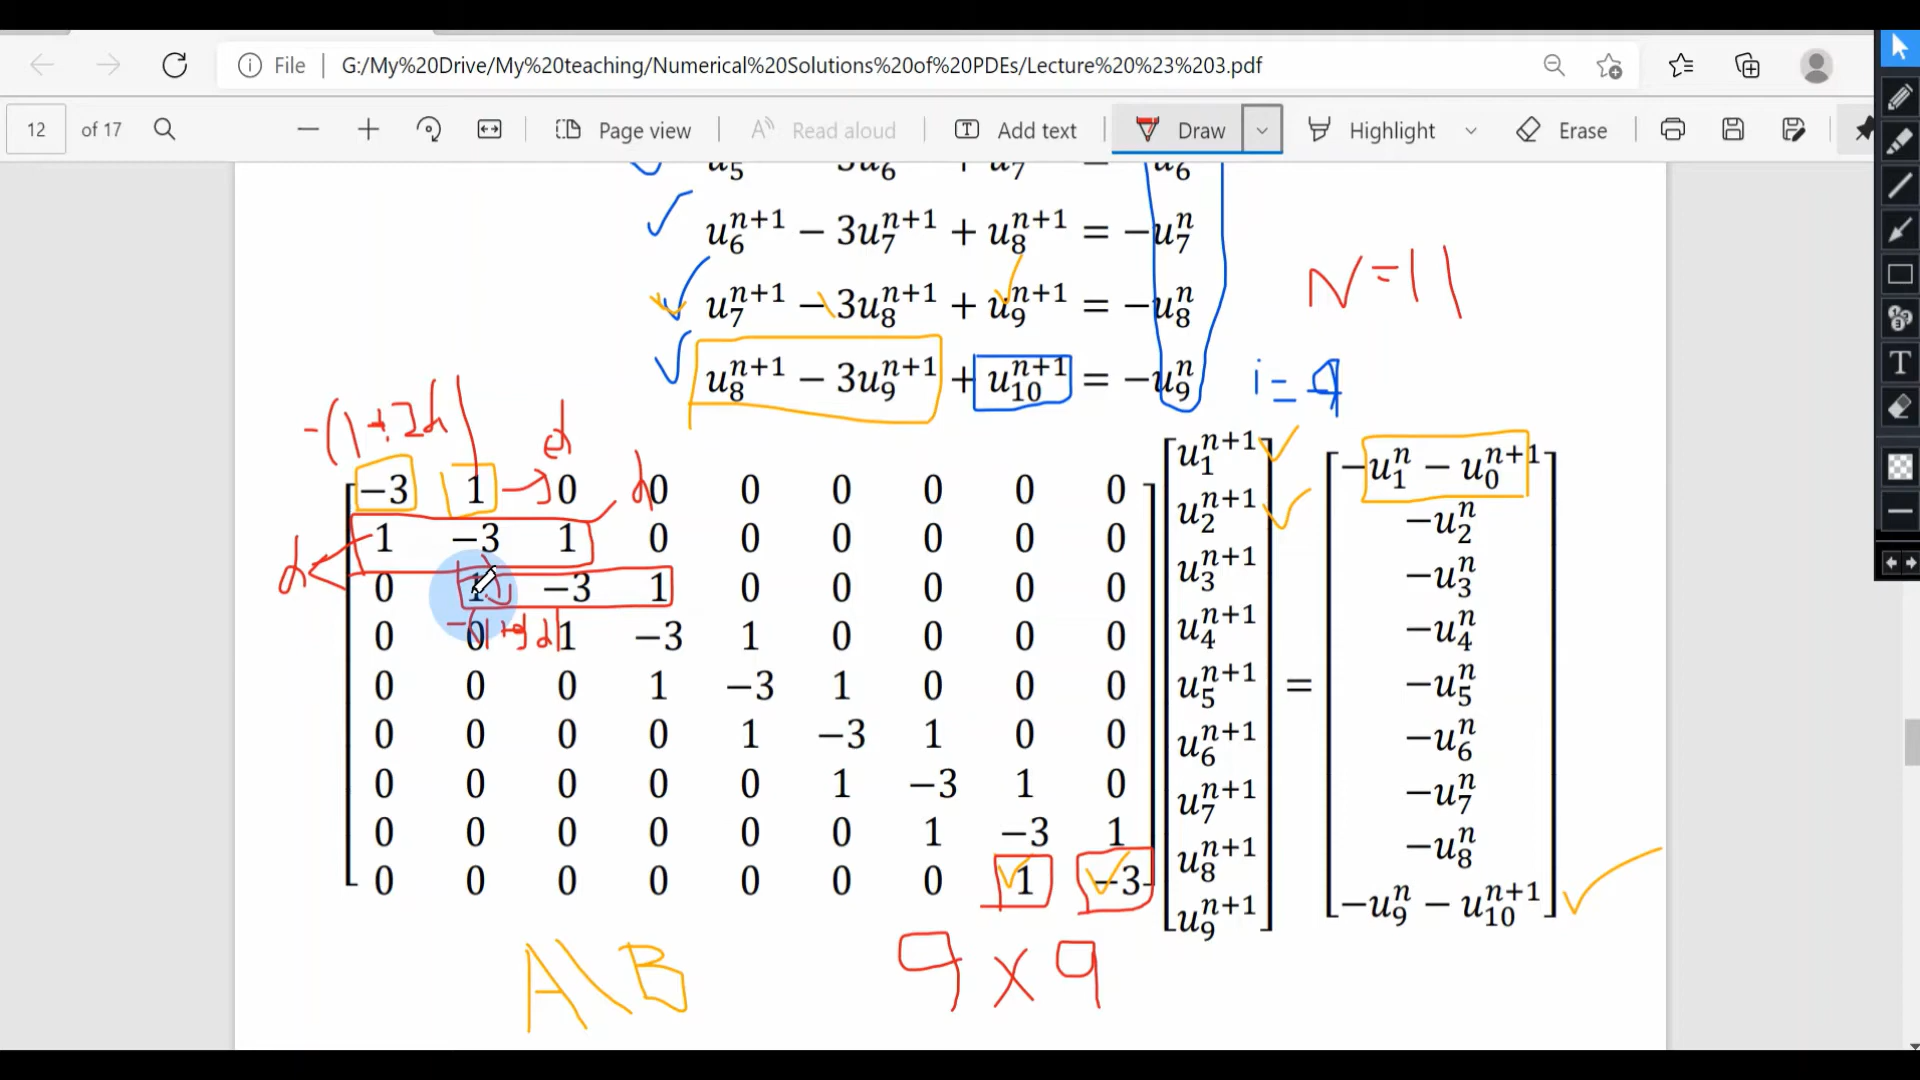 File | G:/My%20Drive/My%20teaching/Numerical%20Solutions%20of%20PDEs/Lecture%20%23%203.pdf
12 of 17 Page view Read aloud Add text Draw Highlight Erase
u_6^{n+1} − 3u_7^{n+1} + u_8^{n+1} = −u_7^n
N=11
u_7^{n+1} − 3u_8^{n+1} + u_9^{n+1} = −u_8^n
u_8^{n+1} − 3u_9^{n+1} + u_{10}^{n+1} = −u_9^n
i=9
-(1+2d) d d
−3 1 0 0 0 0 0 0 0 u_1^{n+1} −u_1^n − u_0^{n+1}
1 −3 1 0 0 0 0 0 0 u_2^{n+1} −u_2^n
d
0 1 −3 1 0 0 0 0 0 u_3^{n+1} −u_3^n
-(1+2d)
0 0 1 −3 1 0 0 0 0 u_4^{n+1} −u_4^n
0 0 0 1 −3 1 0 0 0 u_5^{n+1} = −u_5^n
0 0 0 0 1 −3 1 0 0 u_6^{n+1} −u_6^n
0 0 0 0 0 1 −3 1 0 u_7^{n+1} −u_7^n
0 0 0 0 0 0 1 −3 1 u_8^{n+1} −u_8^n
0 0 0 0 0 0 0 1 −3 u_9^{n+1} −u_9^n − u_{10}^{n+1}
A\B 9×9